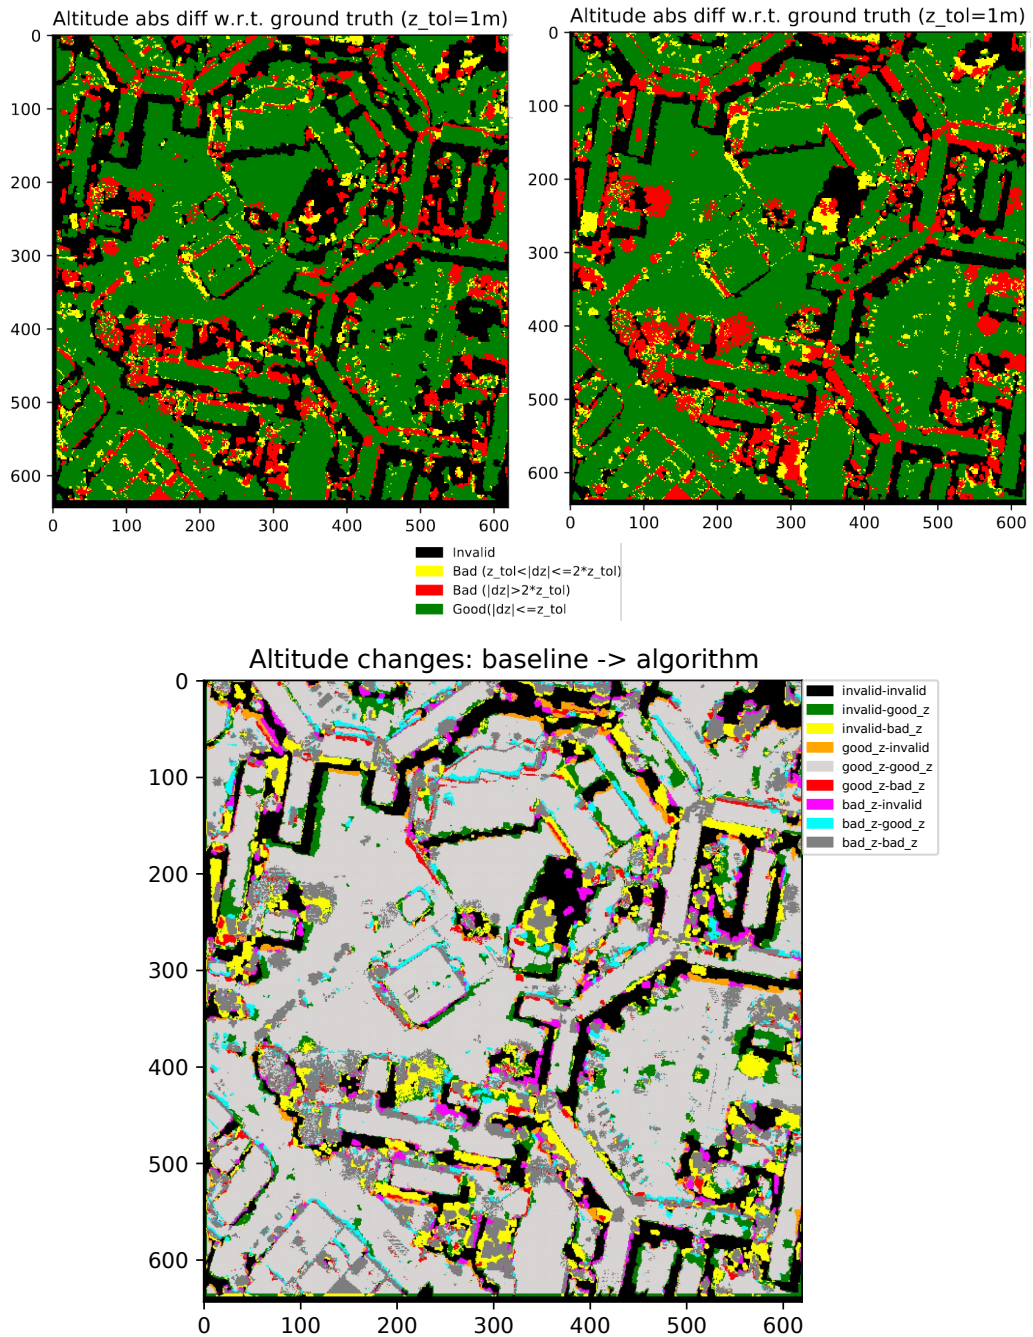 Altitude abs diff w.r.t. ground truth (z_tol=1m)
0
100
200
300
400
500
600
0 100 200 300 400 500 600
Altitude abs diff w.r.t. ground truth (z_tol=1m)
0
100
200
300
400
500
600
0 100 200 300 400 500 600
Invalid
Bad (z_tol<|dz|<=2*z_tol)
Bad (|dz|>2*z_tol)
Good(|dz|<=z_tol
Altitude changes: baseline -> algorithm
0
100
200
300
400
500
600
0 100 200 300 400 500 600
invalid-invalid
invalid-good_z
invalid-bad_z
good_z-invalid
good_z-good_z
good_z-bad_z
bad_z-invalid
bad_z-good_z
bad_z-bad_z